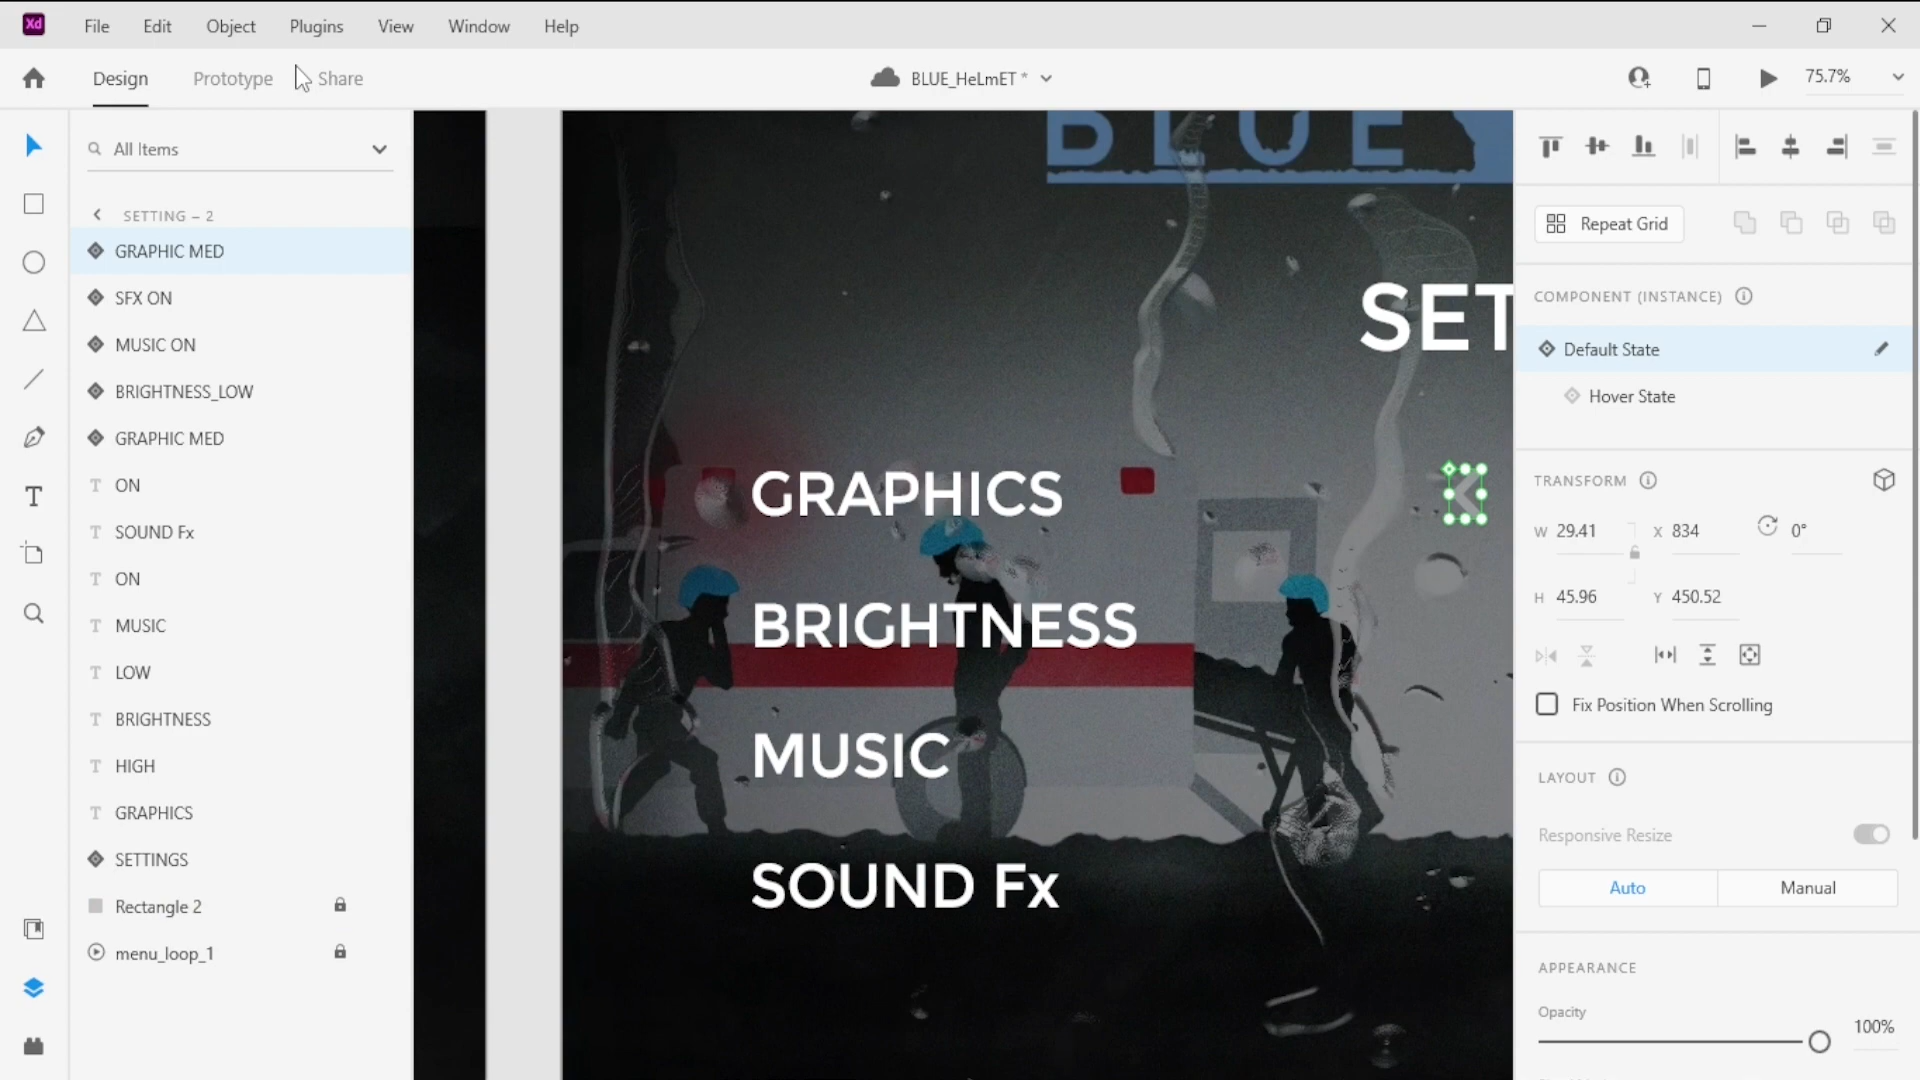 Xd File Edit Object Plugins View Window Help
Design Prototype Share BLUE_HeLmET * 75.7%
All Items
SETTING – 2
GRAPHIC MED
SFX ON
MUSIC ON
BRIGHTNESS_LOW
GRAPHIC MED
ON
SOUND Fx
ON
MUSIC
LOW
BRIGHTNESS
HIGH
GRAPHICS
SETTINGS
Rectangle 2
menu_loop_1
BLUE
SET
GRAPHICS
BRIGHTNESS
MUSIC
SOUND Fx
Repeat Grid
COMPONENT (INSTANCE)
Default State
Hover State
TRANSFORM
W 29.41 X 834 0°
H 45.96 Y 450.52
Fix Position When Scrolling
LAYOUT
Responsive Resize
Auto Manual
APPEARANCE
Opacity
100%